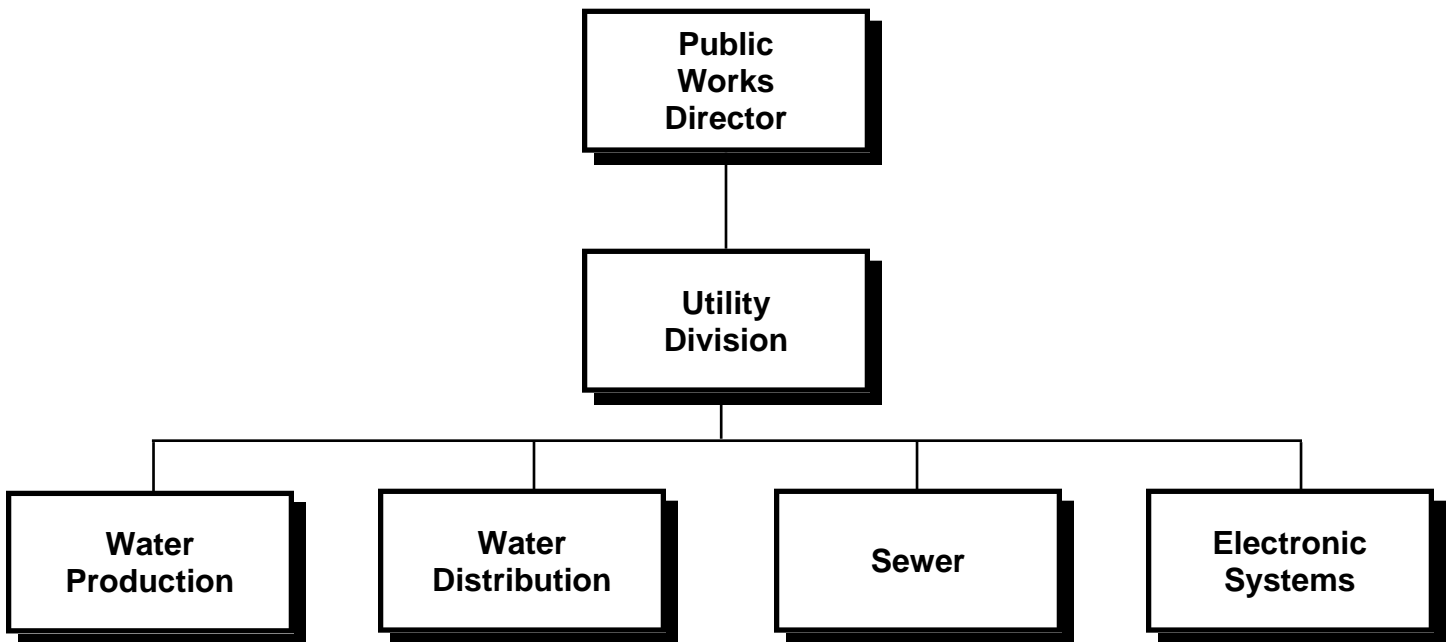 Public
Works
Director
Utility
Division
Water
Production
Water
Distribution
Sewer
Electronic
Systems